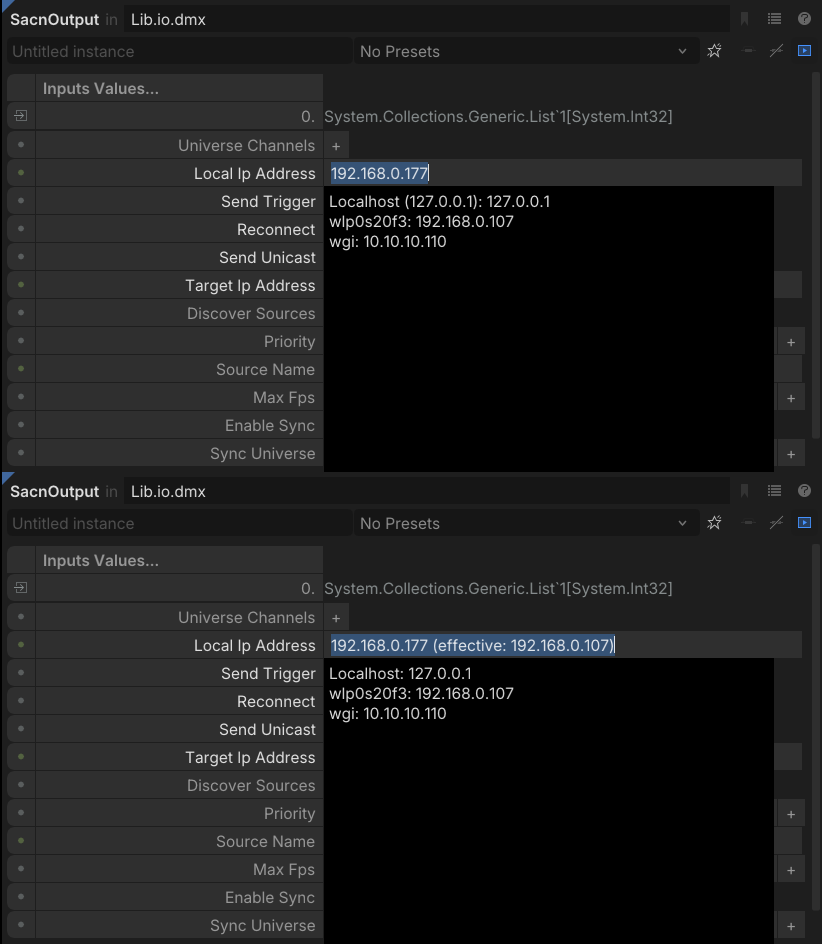 SacnOutput in Lib.io.dmx
Untitled instance No Presets
Inputs Values...
0. System.Collections.Generic.List`1[System.Int32]
Universe Channels +
Local Ip Address 192.168.0.177
Send Trigger Localhost (127.0.0.1): 127.0.0.1
wlp0s20f3: 192.168.0.107
Reconnect
wgi: 10.10.10.110
Send Unicast
Target Ip Address
Discover Sources
Priority +
Source Name
Max Fps +
Enable Sync
Sync Universe +
SacnOutput in Lib.io.dmx
Untitled instance No Presets
Inputs Values...
0. System.Collections.Generic.List`1[System.Int32]
Universe Channels +
Local Ip Address 192.168.0.177 (effective: 192.168.0.107)
Send Trigger Localhost: 127.0.0.1
wlp0s20f3: 192.168.0.107
Reconnect
wgi: 10.10.10.110
Send Unicast
Target Ip Address
Discover Sources
Priority +
Source Name
Max Fps +
Enable Sync
Sync Universe +